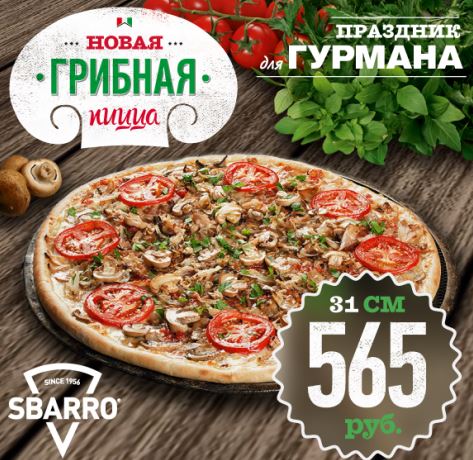 НОВАЯ
ГРИБНАЯ
пицца
ПРАЗДНИК
для ГУРМАНА
31 СМ
565
руб.
SINCE 1956
SBARRO®